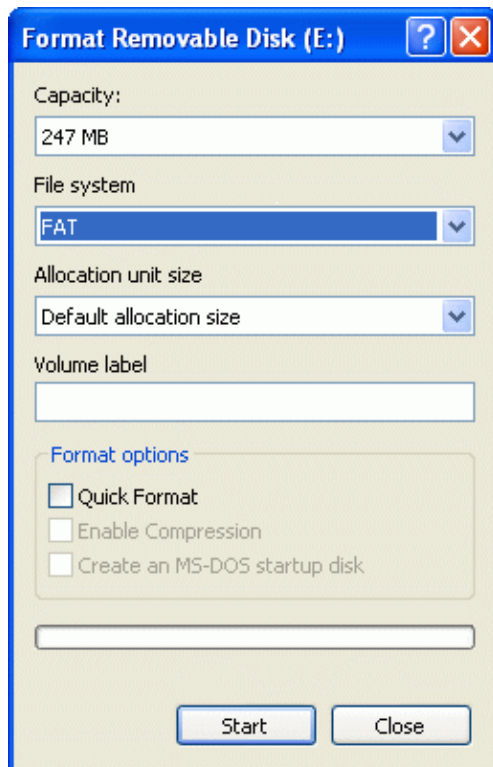 Format Removable Disk (E:)
Capacity:
247 MB
File system
FAT
Allocation unit size
Default allocation size
Volume label
Format options
Quick Format
Enable Compression
Create an MS-DOS startup disk
Start Close